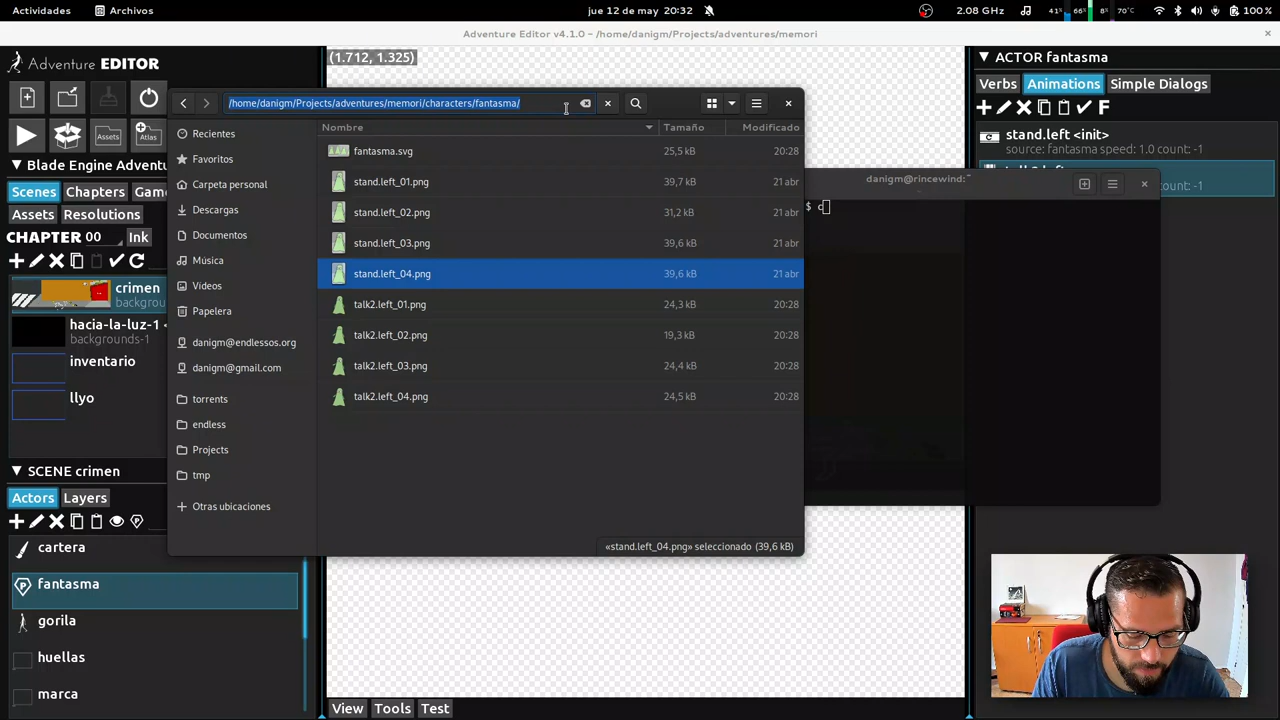 Actividades
Archivos
jue 12 de may 20:32
2.08 GHz
41%
66%
8%
70°C
100 %
Adventure Editor v4.1.0 - /home/danigm/Projects/adventures/memori
Adventure EDITOR
(1.712, 1.325)
ACTOR fantasma
Verbs Animations Simple Dialogs
F
stand.left <init>
source: fantasma speed: 1.0 count: -1
count: -1
/home/danigm/Projects/adventures/memori/characters/fantasma/
Nombre Tamaño Modificado
fantasma.svg 25,5 kB 20:28
stand.left_01.png 39,7 kB 21 abr
stand.left_02.png 31,2 kB 21 abr
stand.left_03.png 39,6 kB 21 abr
stand.left_04.png 39,6 kB 21 abr
talk2.left_01.png 24,3 kB 20:28
talk2.left_02.png 19,3 kB 20:28
talk2.left_03.png 24,4 kB 20:28
talk2.left_04.png 24,5 kB 20:28
«stand.left_04.png» seleccionado (39,6 kB)
Recientes
Favoritos
Carpeta personal
Descargas
Documentos
Música
Videos
Papelera
danigm@endlessos.org
danigm@gmail.com
torrents
endless
Projects
tmp
Otras ubicaciones
danigm@rincewind:~
$ c
Assets
Atlas
Blade Engine Adventu
Scenes Chapters Gam
Assets Resolutions
CHAPTER 00 Ink
crimen
backgrou
hacia-la-luz-1 <
backgrounds-1
inventario
llyo
SCENE crimen
Actors Layers
cartera
fantasma
gorila
huellas
marca
View Tools Test